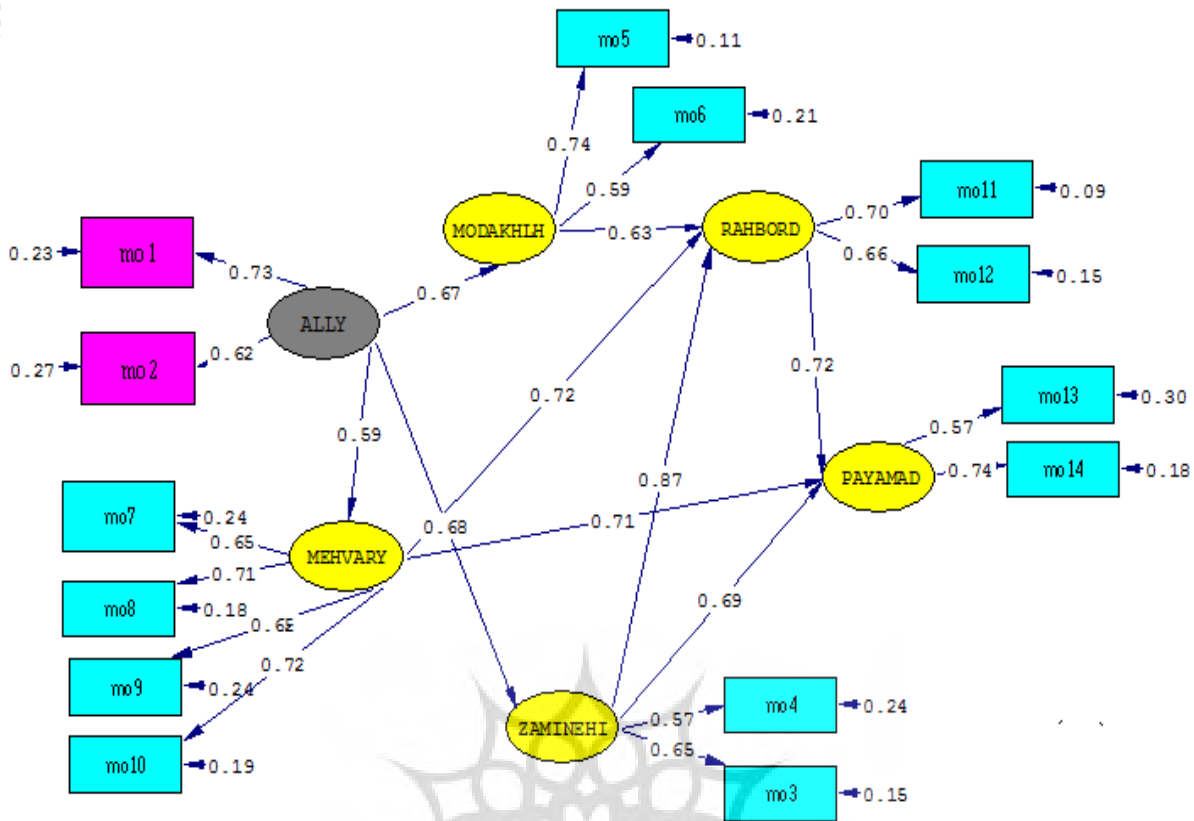 mo5
0.11
mo6
0.21
0.74
0.59
mo11
0.09
0.70
MODAKHLH
0.63
RAHBORD
mo1
0.23
0.73
0.66
mo12
0.15
0.67
ALLY
mo2
0.27
0.62
0.72
0.72
mo13
0.30
0.57
0.59
mo14
0.18
0.74
PAYAMAD
0.87
mo7
0.24
0.65
0.68
0.71
MEHVARY
0.71
mo8
0.18
0.69
mo9
0.24
0.72
mo4
0.24
0.57
ZAMINEHI
0.65
mo10
0.19
mo3
0.15